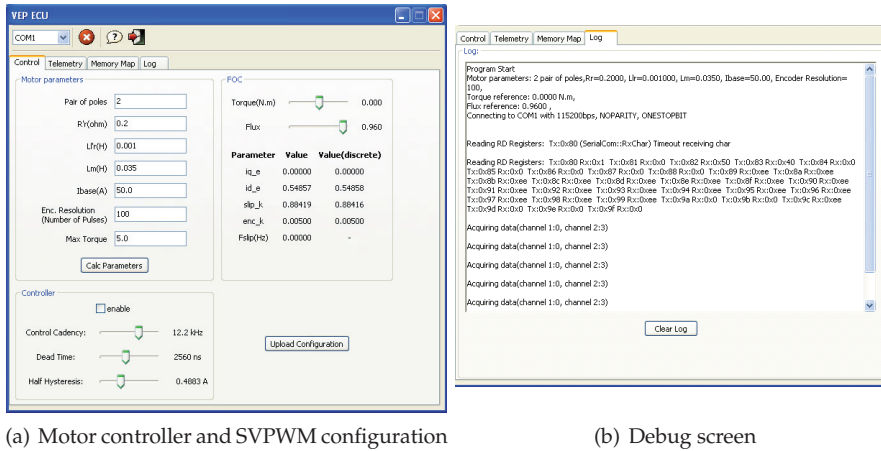 VEP ECU
COM1
Control Telemetry Memory Map Log
Motor parameters
Pair of poles 2
R'r(ohm) 0.2
Lfr(H) 0.001
Lm(H) 0.035
Ibase(A) 50.0
Enc. Resolution
(Number of Pulses) 100
Max Torque 5.0
Calc Parameters
Controller
enable
Control Cadency: 12.2 kHz
Dead Time: 2560 ns
Half Hysteresis: 0.4883 A
FOC
Torque(N.m) 0.000
Flux 0.960
Parameter Value Value(discrete)
iq_e 0.00000 0.00000
id_e 0.54857 0.54858
slip_k 0.88419 0.88416
enc_k 0.00500 0.00500
Fslip(Hz) 0.00000 -
Upload Configuration
(a) Motor controller and SVPWM configuration
Control Telemetry Memory Map Log
Log:
Program Start
Motor parameters: 2 pair of poles,Rr=0.2000, Llr=0.001000, Lm=0.0350, Ibase=50.00, Encoder Resolution=
100,
Torque reference: 0.0000 N.m,
Flux reference: 0.9600 ,
Connecting to COM1 with 115200bps, NOPARITY, ONESTOPBIT
Reading RD Registers: Tx:0x80 (SerialCom::RxChar) Timeout receiving char
Reading RD Registers: Tx:0x80 Rx:0x1 Tx:0x81 Rx:0x0 Tx:0x82 Rx:0x50 Tx:0x83 Rx:0x40 Tx:0x84 Rx:0x0
Tx:0x85 Rx:0x0 Tx:0x86 Rx:0x0 Tx:0x87 Rx:0x0 Tx:0x88 Rx:0x0 Tx:0x89 Rx:0xee Tx:0x8a Rx:0xee
Tx:0x8b Rx:0xee Tx:0x8c Rx:0xee Tx:0x8d Rx:0xee Tx:0x8e Rx:0xee Tx:0x8f Rx:0xee Tx:0x90 Rx:0xee
Tx:0x91 Rx:0xee Tx:0x92 Rx:0xee Tx:0x93 Rx:0xee Tx:0x94 Rx:0xee Tx:0x95 Rx:0xee Tx:0x96 Rx:0xee
Tx:0x97 Rx:0xee Tx:0x98 Rx:0xee Tx:0x99 Rx:0xee Tx:0x9a Rx:0x0 Tx:0x9b Rx:0x0 Tx:0x9c Rx:0xee
Tx:0x9d Rx:0x0 Tx:0x9e Rx:0x0 Tx:0x9f Rx:0x0
Acquiring data(channel 1:0, channel 2:3)
Acquiring data(channel 1:0, channel 2:3)
Acquiring data(channel 1:0, channel 2:3)
Acquiring data(channel 1:0, channel 2:3)
Acquiring data(channel 1:0, channel 2:3)
Clear Log
(b) Debug screen